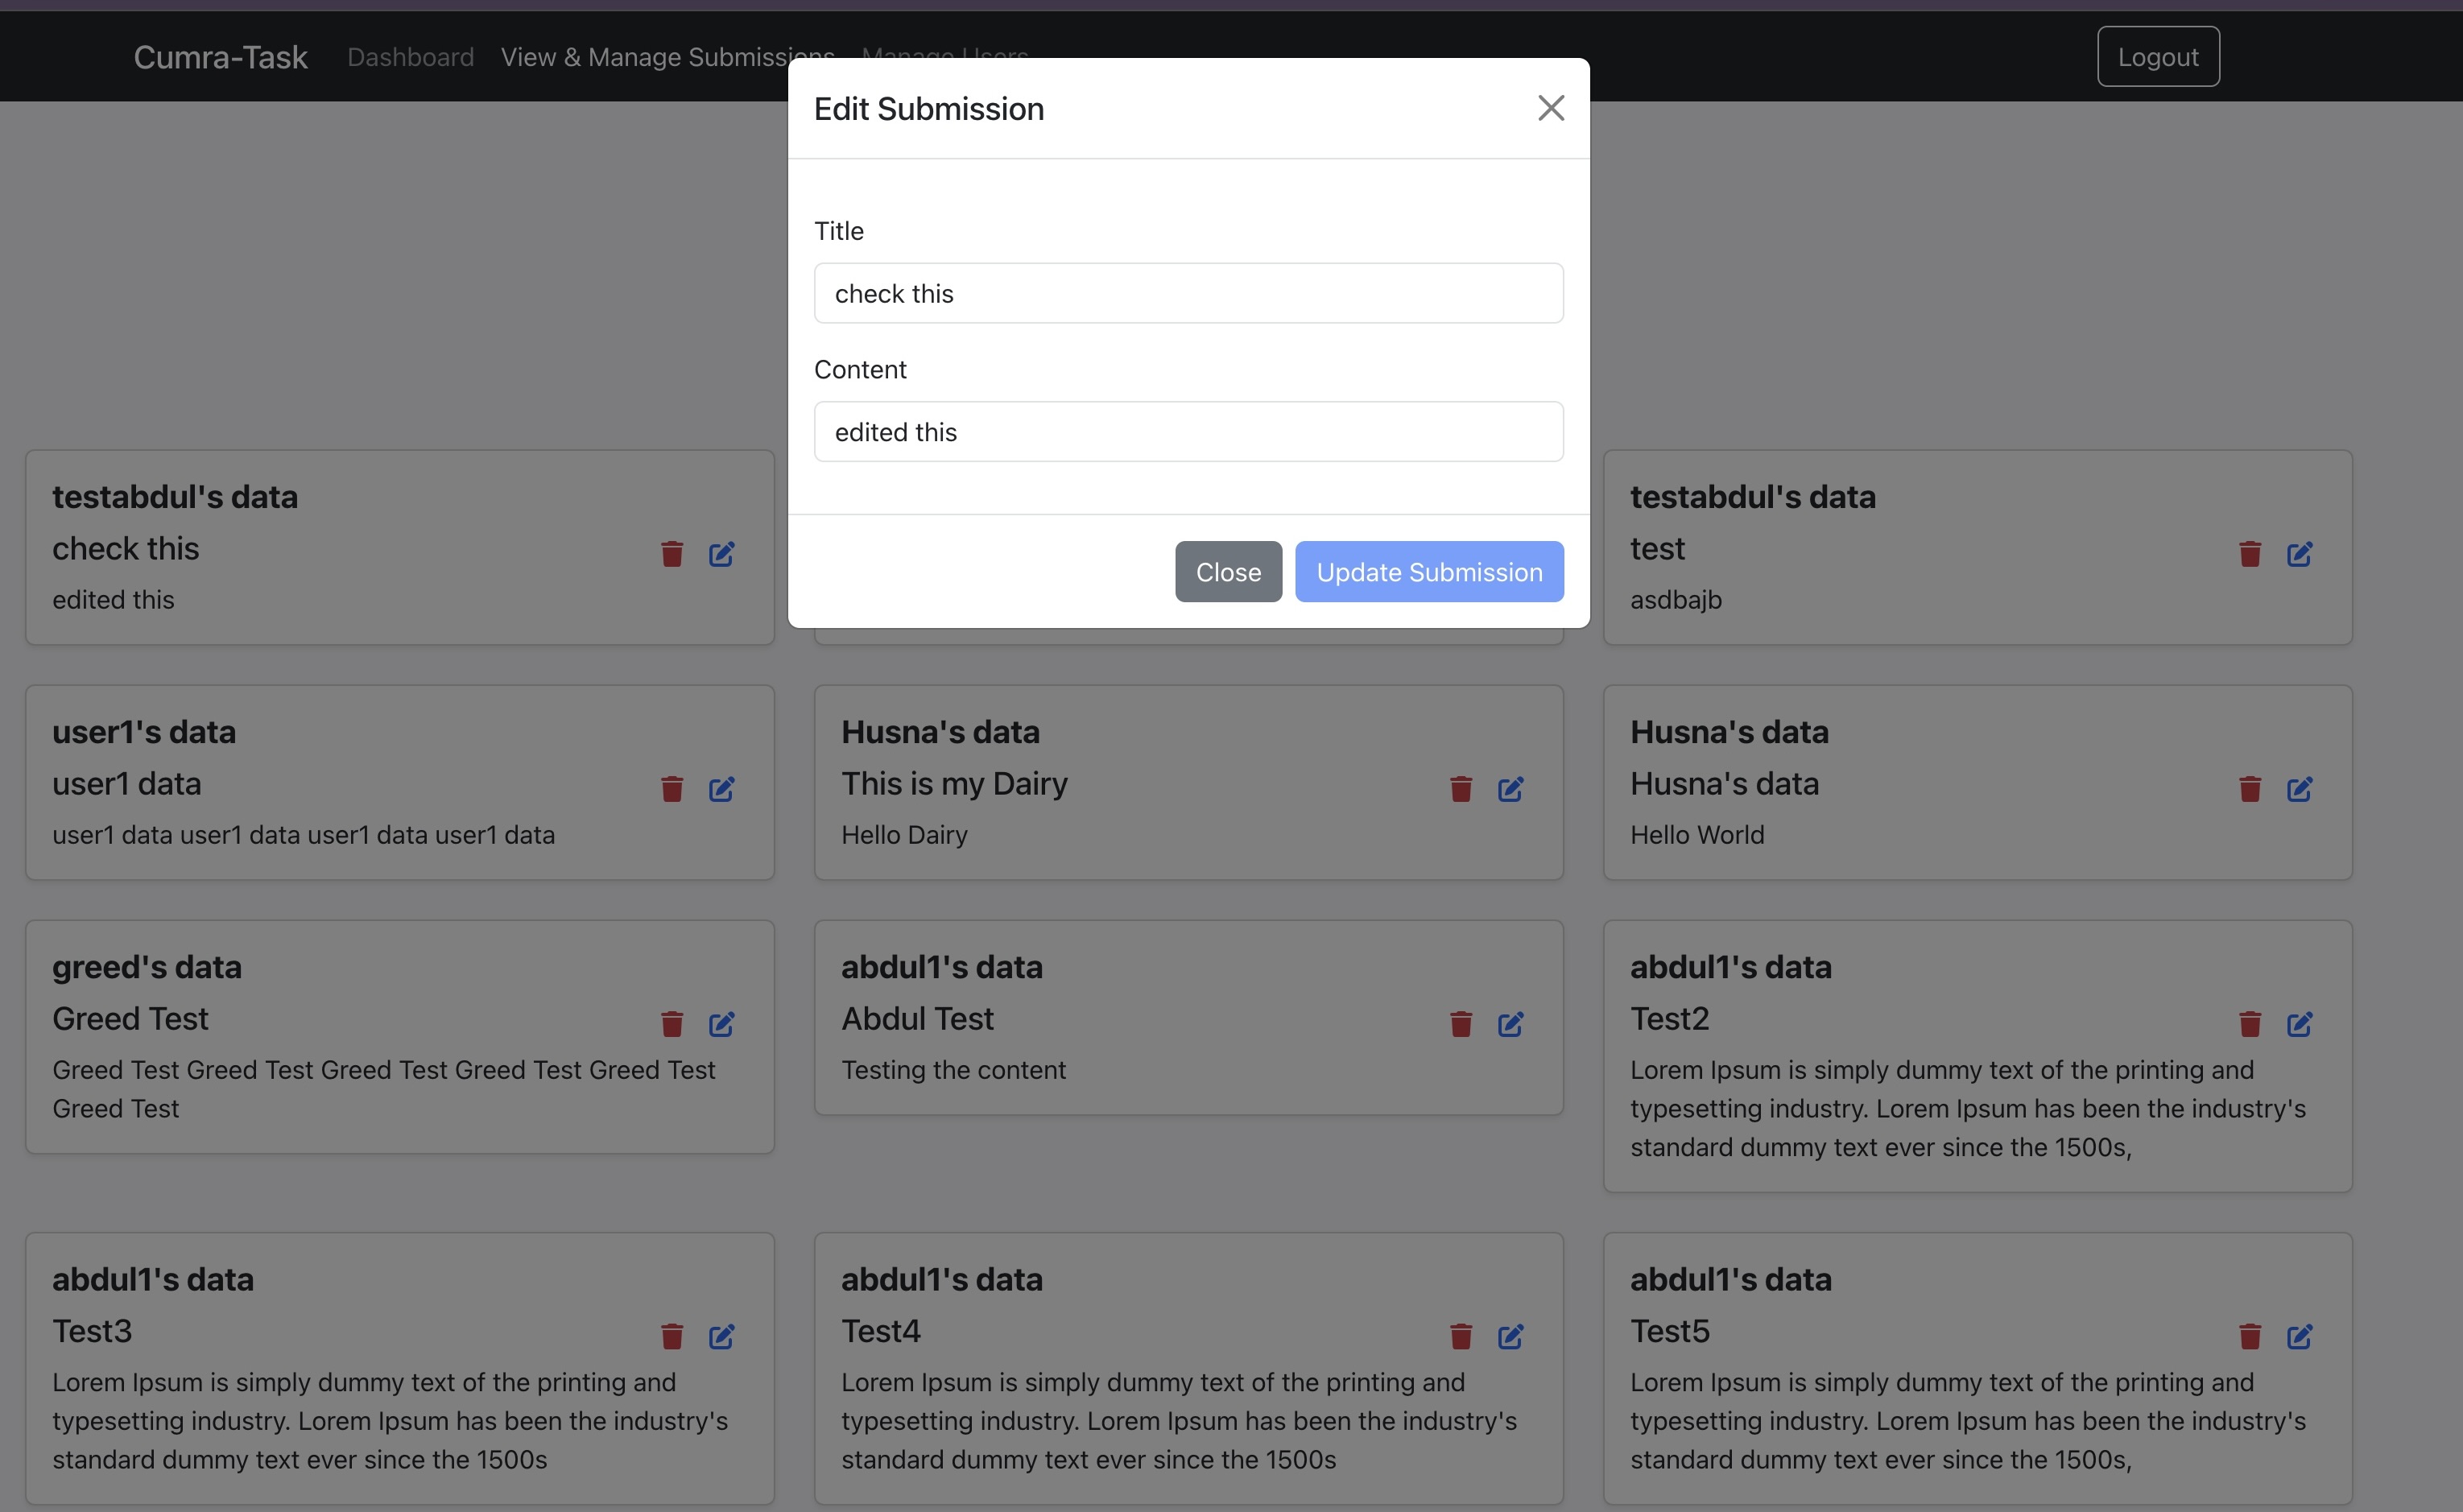 Cumra-Task Dashboard View & Manage Submissions Manage Users Logout
Edit Submission
Title
check this
Content
edited this
Close Update Submission
testabdul's data
check this
edited this
testabdul's data
test
asdbajb
user1's data
user1 data
user1 data user1 data user1 data user1 data
Husna's data
This is my Dairy
Hello Dairy
Husna's data
Husna's data
Hello World
greed's data
Greed Test
Greed Test Greed Test Greed Test Greed Test Greed Test
Greed Test
abdul1's data
Abdul Test
Testing the content
abdul1's data
Test2
Lorem Ipsum is simply dummy text of the printing and
typesetting industry. Lorem Ipsum has been the industry's
standard dummy text ever since the 1500s,
abdul1's data
Test3
Lorem Ipsum is simply dummy text of the printing and
typesetting industry. Lorem Ipsum has been the industry's
standard dummy text ever since the 1500s
abdul1's data
Test4
Lorem Ipsum is simply dummy text of the printing and
typesetting industry. Lorem Ipsum has been the industry's
standard dummy text ever since the 1500s
abdul1's data
Test5
Lorem Ipsum is simply dummy text of the printing and
typesetting industry. Lorem Ipsum has been the industry's
standard dummy text ever since the 1500s,